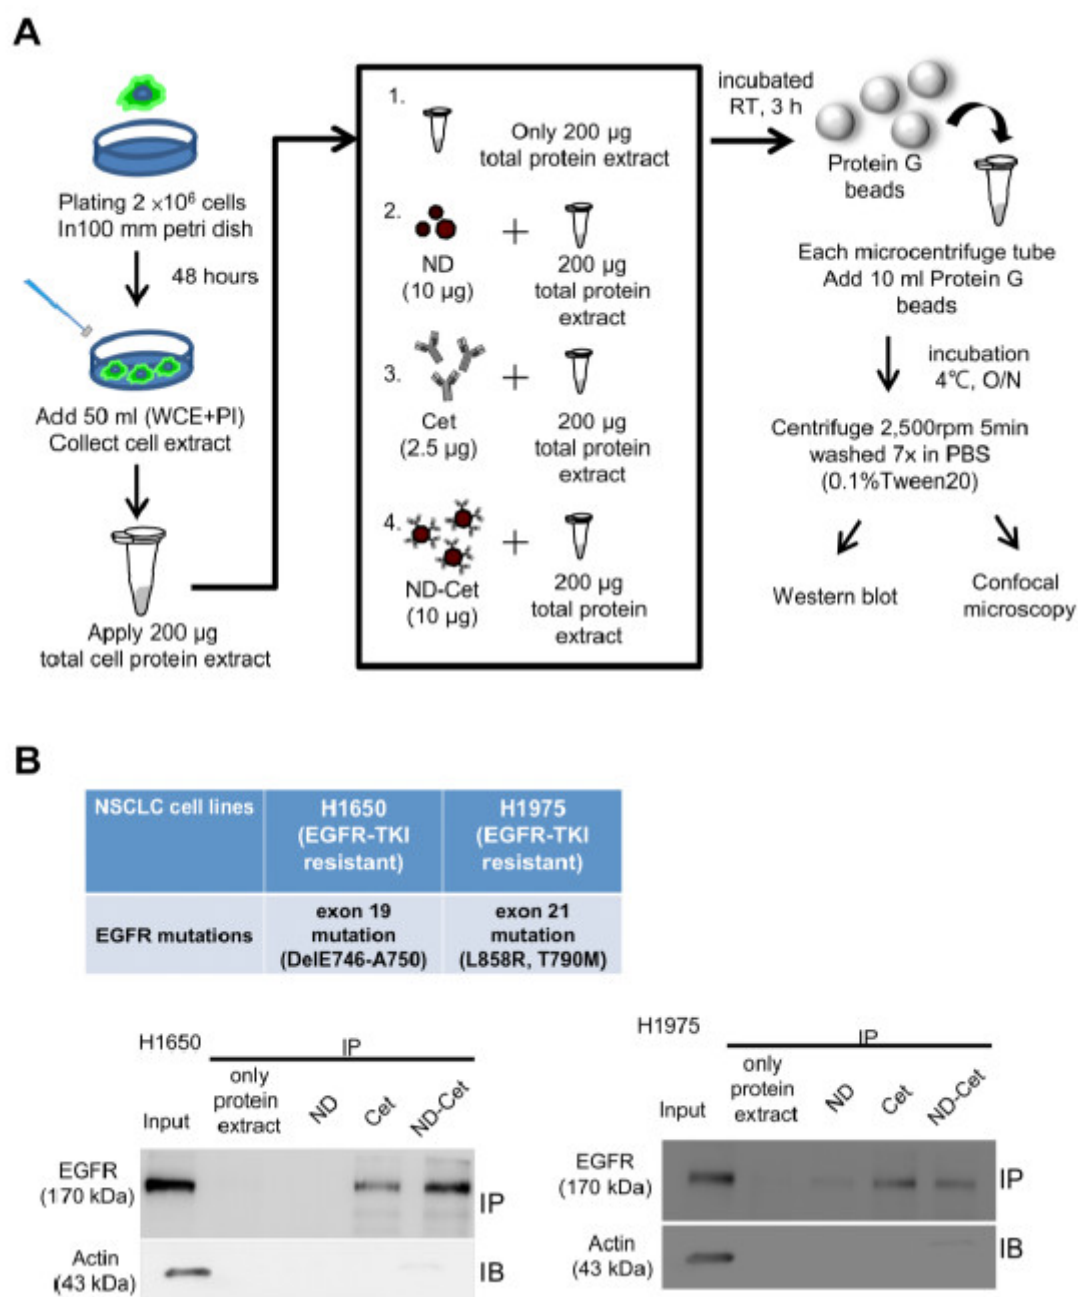 A
Plating 2 ×10⁶ cells
In100 mm petri dish
48 hours
Add 50 ml (WCE+PI)
Collect cell extract
Apply 200 µg
total cell protein extract
1.
Only 200 µg
total protein extract
2.
+
ND
(10 µg)
200 µg
total protein
extract
3.
+
Cet
(2.5 µg)
200 µg
total protein
extract
4.
+
ND-Cet
(10 µg)
200 µg
total protein
extract
incubated
RT, 3 h
Protein G
beads
Each microcentrifuge tube
Add 10 ml Protein G
beads
incubation
4℃, O/N
Centrifuge 2,500rpm 5min
washed 7x in PBS
(0.1%Tween20)
Western blot
Confocal
microscopy
B
NSCLC cell lines
H1650
(EGFR-TKI
resistant)
H1975
(EGFR-TKI
resistant)
EGFR mutations
exon 19
mutation
(DelE746-A750)
exon 21
mutation
(L858R, T790M)
H1650
IP
Input
only
protein
extract
ND
Cet
ND-Cet
EGFR
(170 kDa)
IP
Actin
(43 kDa)
IB
H1975
IP
Input
only
protein
extract
ND
Cet
ND-Cet
EGFR
(170 kDa)
IP
Actin
(43 kDa)
IB